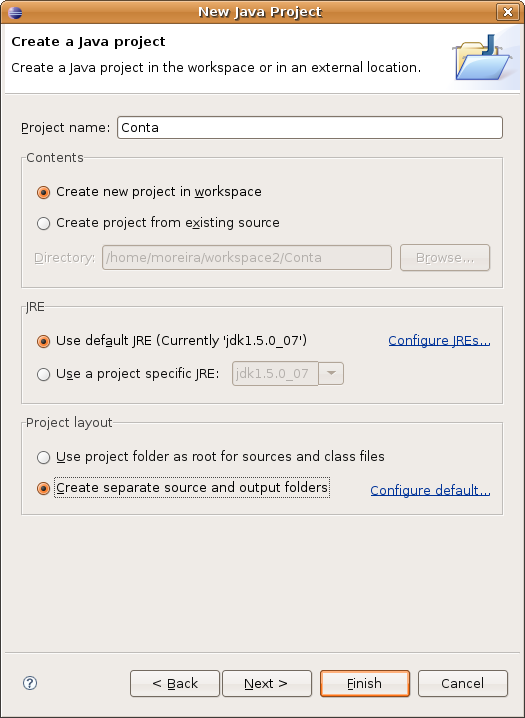 New Java Project
Create a Java project
Create a Java project in the workspace or in an external location.
Project name: Conta
Contents
Create new project in workspace
Create project from existing source
Directory: /home/moreira/workspace2/Conta Browse...
JRE
Use default JRE (Currently 'jdk1.5.0_07') Configure JREs...
Use a project specific JRE: jdk1.5.0_07
Project layout
Use project folder as root for sources and class files
Create separate source and output folders Configure default...
? < Back Next > Finish Cancel